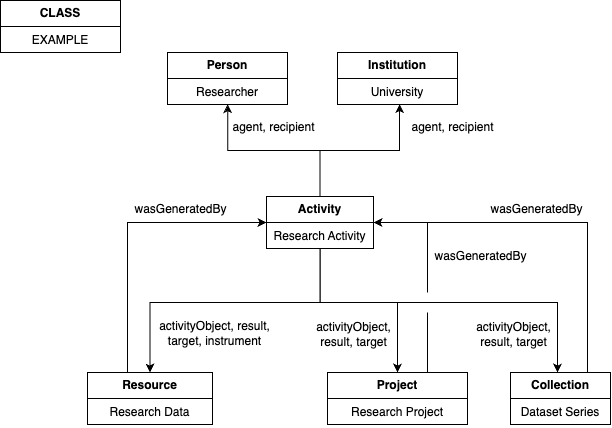 CLASS
EXAMPLE
Person
Researcher
Institution
University
agent, recipient
agent, recipient
wasGeneratedBy
Activity
Research Activity
wasGeneratedBy
wasGeneratedBy
activityObject, result,
target, instrument
activityObject,
result, target
activityObject,
result, target
Resource
Research Data
Project
Research Project
Collection
Dataset Series